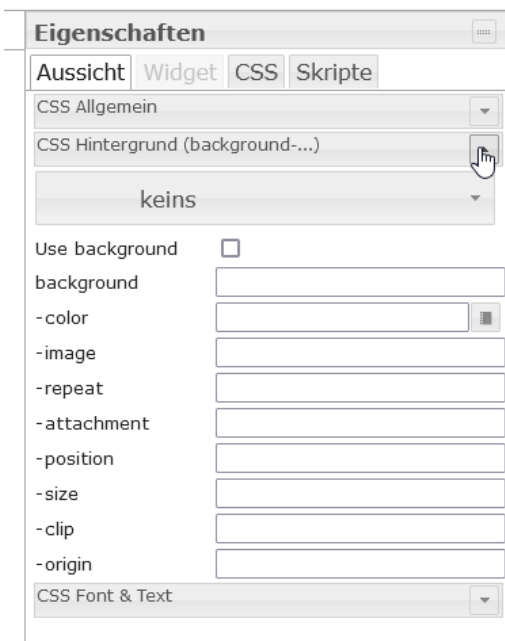 Eigenschaften
Aussicht Widget CSS Skripte
CSS Allgemein
CSS Hintergrund (background-...)
keins
Use background
background
-color
-image
-repeat
-attachment
-position
-size
-clip
-origin
CSS Font & Text